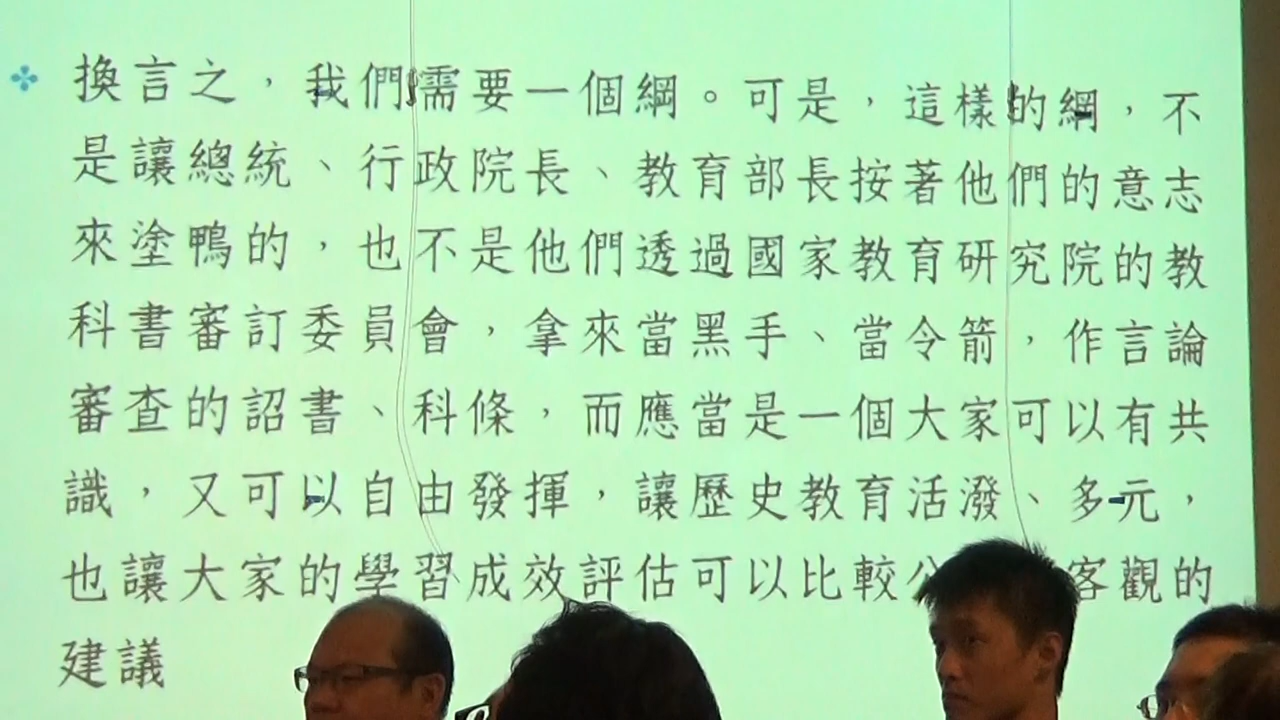 換言之，我們需要一個綱。可是，這樣的綱，不
是讓總統、行政院長、教育部長按著他們的意志
來塗鴨的，也不是他們透過國家教育研究院的教
科書審訂委員會，拿來當黑手、當令箭，作言論
審查的詔書、科條，而應當是一個大家可以有共
識，又可以自由發揮，讓歷史教育活潑、多元，
也讓大家的學習成效評估可以比較公客觀的
建議